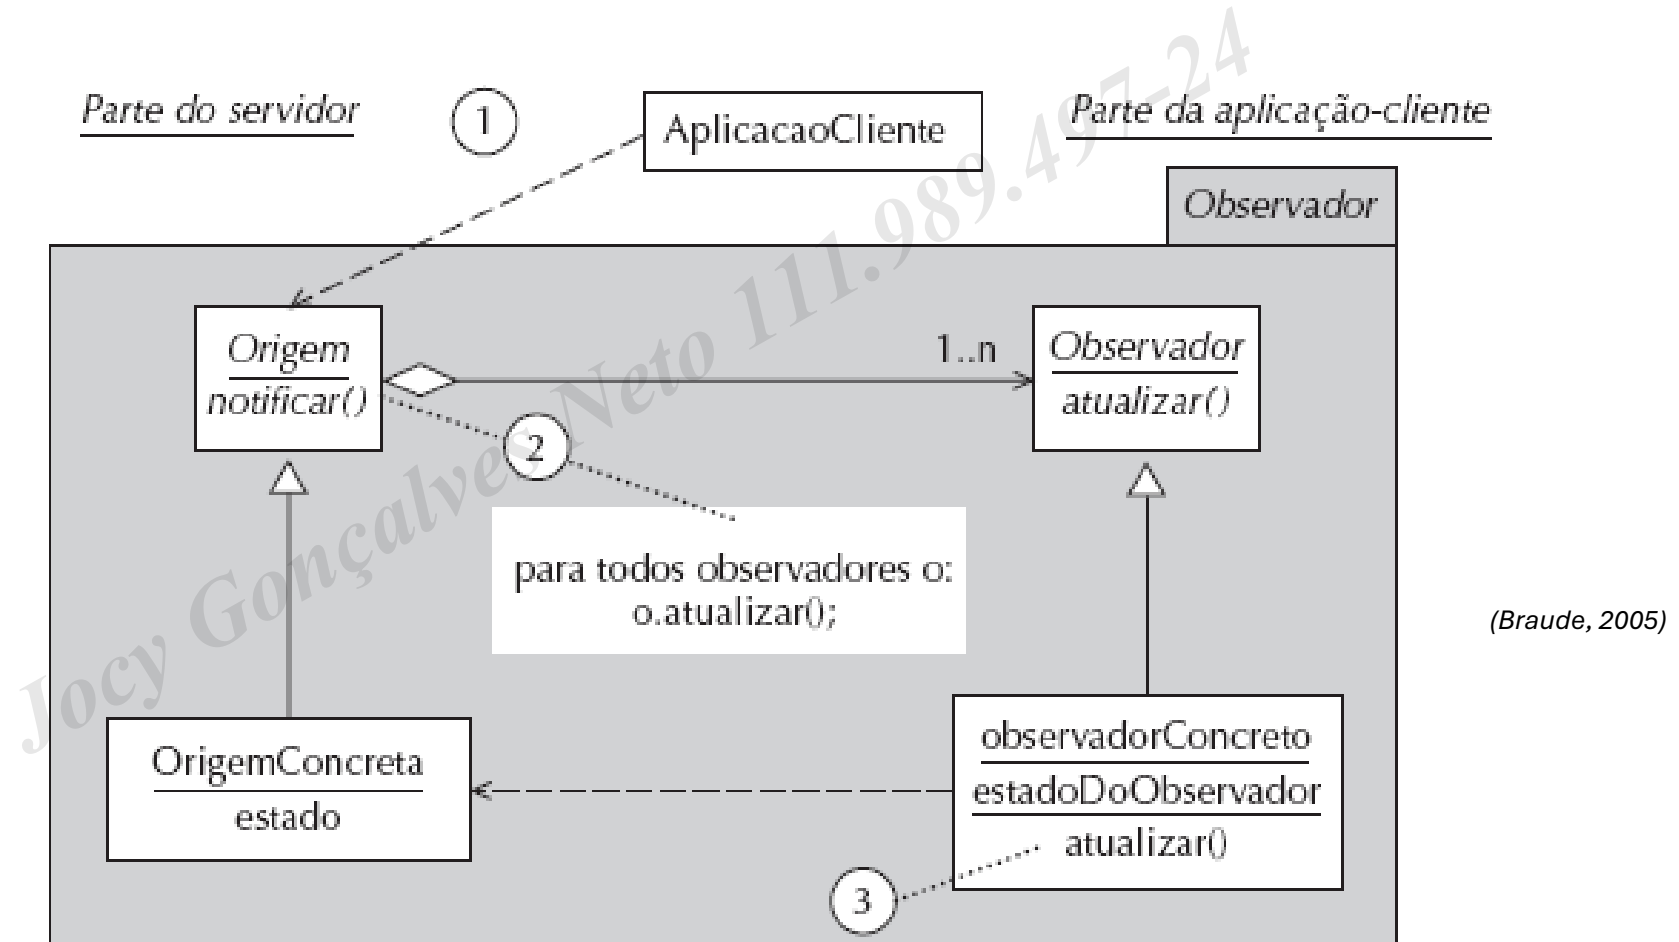 Parte do servidor
1
AplicacaoCliente
Parte da aplicação-cliente
Observador
Origem
notificar()
1..n
Observador
atualizar()
2
para todos observadores o:
o.atualizar();
(Braude, 2005)
OrigemConcreta
estado
observadorConcreto
estadoDoObservador
atualizar()
3
Jocy Gonçalves Neto 111.989.497-24